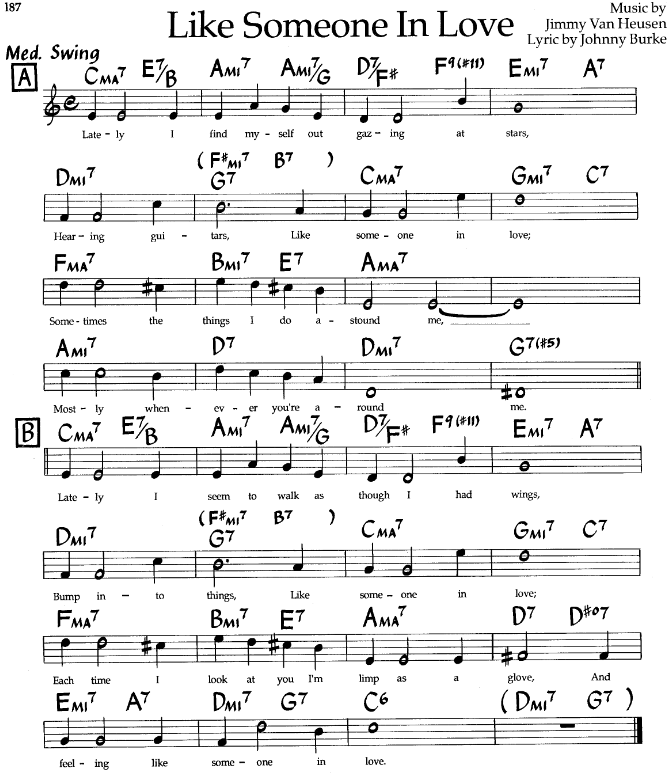 187
Like Someone In Love
Music by
Jimmy Van Heusen
Lyric by Johnny Burke
Med. Swing
A
CMA7 E7/B AMI7 AMI7/G D7/F# F9(#11) EMI7 A7
Late - ly I find my - self out gaz - ing at stars,
(F#MI7 B7 )
DMI7 G7 CMA7 GMI7 C7
Hear - ing gui - tars, Like some - one in love;
FMA7 BMI7 E7 AMA7
Some - times the things I do a - stound me,
AMI7 D7 DMI7 G7(#5)
Most - ly when - ev - er you're a - round me.
B
CMA7 E7/B AMI7 AMI7/G D7/F# F9(#11) EMI7 A7
Late - ly I seem to walk as though I had wings,
(F#MI7 B7 )
DMI7 G7 CMA7 GMI7 C7
Bump in - to things, Like some - one in love;
FMA7 BMI7 E7 AMA7 D7 D#o7
Each time I look at you I'm limp as a glove, And
EMI7 A7 DMI7 G7 C6 (DMI7 G7 )
feel - ing like some - one in love.